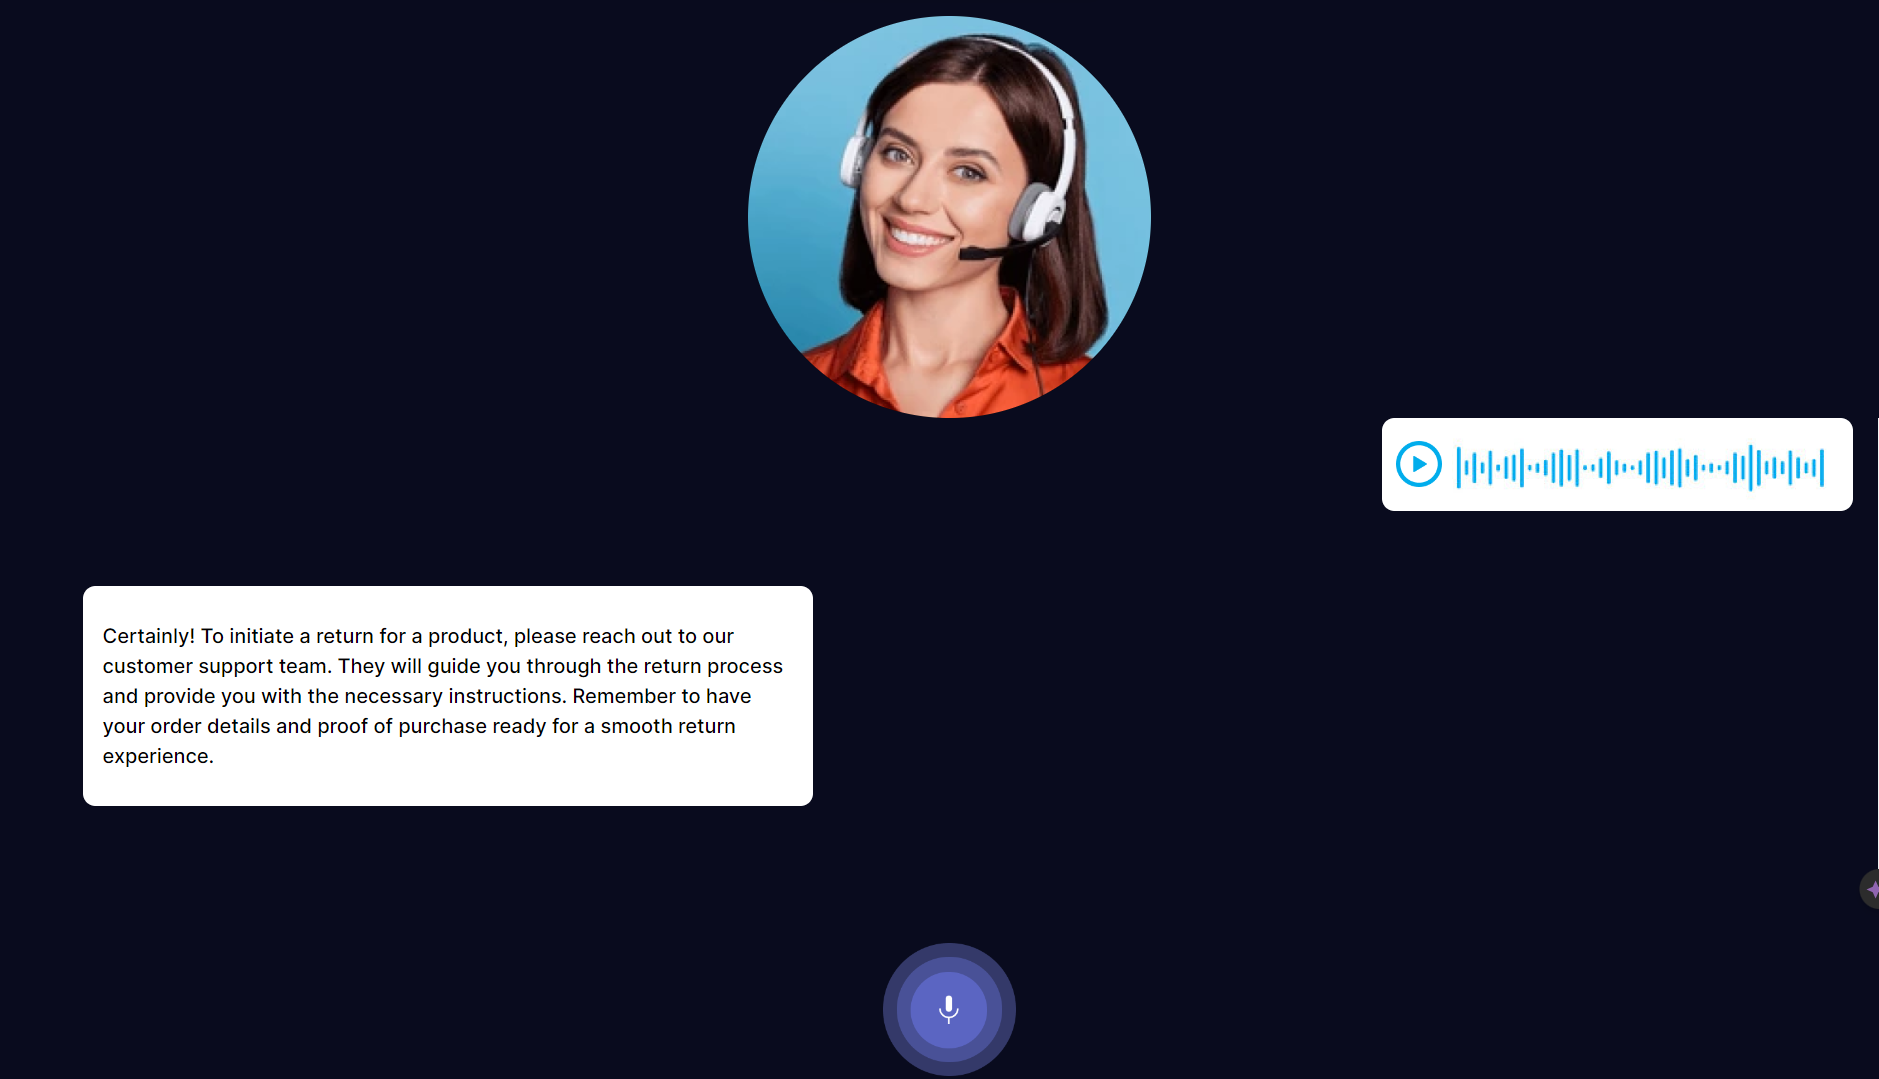 Certainly! To initiate a return for a product, please reach out to our
customer support team. They will guide you through the return process
and provide you with the necessary instructions. Remember to have
your order details and proof of purchase ready for a smooth return
experience.